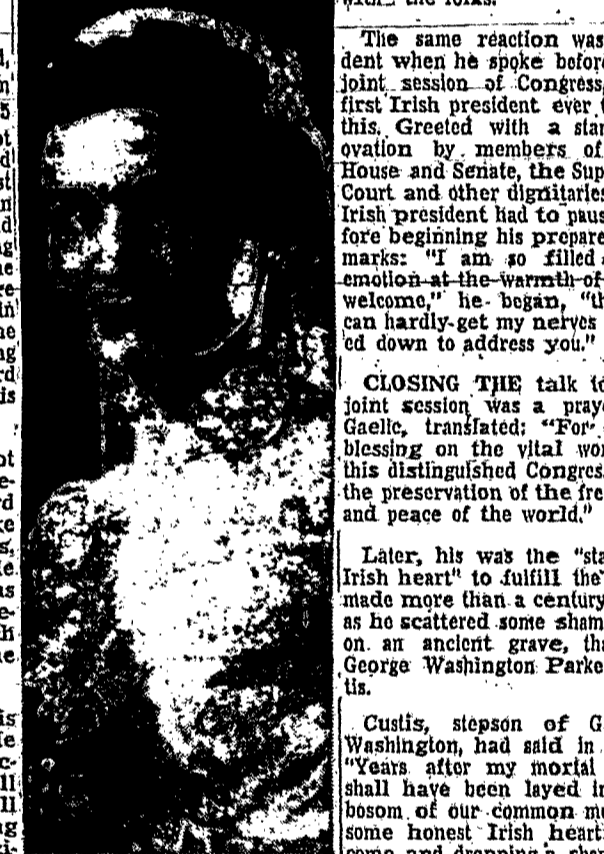 The same reaction was
dent when he spoke before
joint session of Congress,
first Irish president ever
this. Greeted with a stan
ovation by members of
House and Senate, the Sup
Court and other dignitaries
Irish president had to paus
fore beginning his prepare
marks: "I am so filled
emotion at the warmth of
welcome," he began, "th
can hardly get my nerves
ed down to address you."
CLOSING THE talk to
joint session was a praye
Gaelic, translated: "For
blessing on the vital wor
this distinguished Congres
the preservation of the fre
and peace of the world."
Later, his was the "sta
Irish heart" to fulfill the
made more than a century
as he scattered some sham
on an ancient grave, tha
George Washington Parke
tis.
Custis, stepson of G
Washington, had said in
"Years after my mortal
shall have been layed in
bosom of our common mo
some honest Irish heart